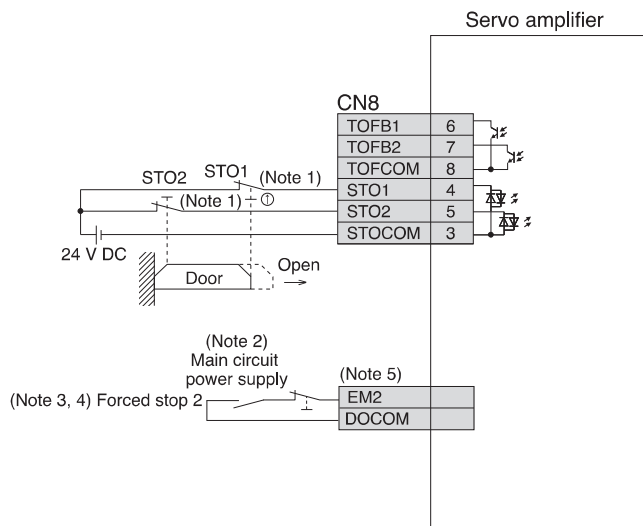 Servo amplifier
CN8
TOFB1 6
TOFB2 7
TOFCOM 8
STO1 4
STO2 5
STOCOM 3
STO2 STO1 (Note 1)
(Note 1)
24 V DC
Door
Open
(Note 2)
Main circuit
power supply
(Note 5)
(Note 3, 4) Forced stop 2
EM2
DOCOM